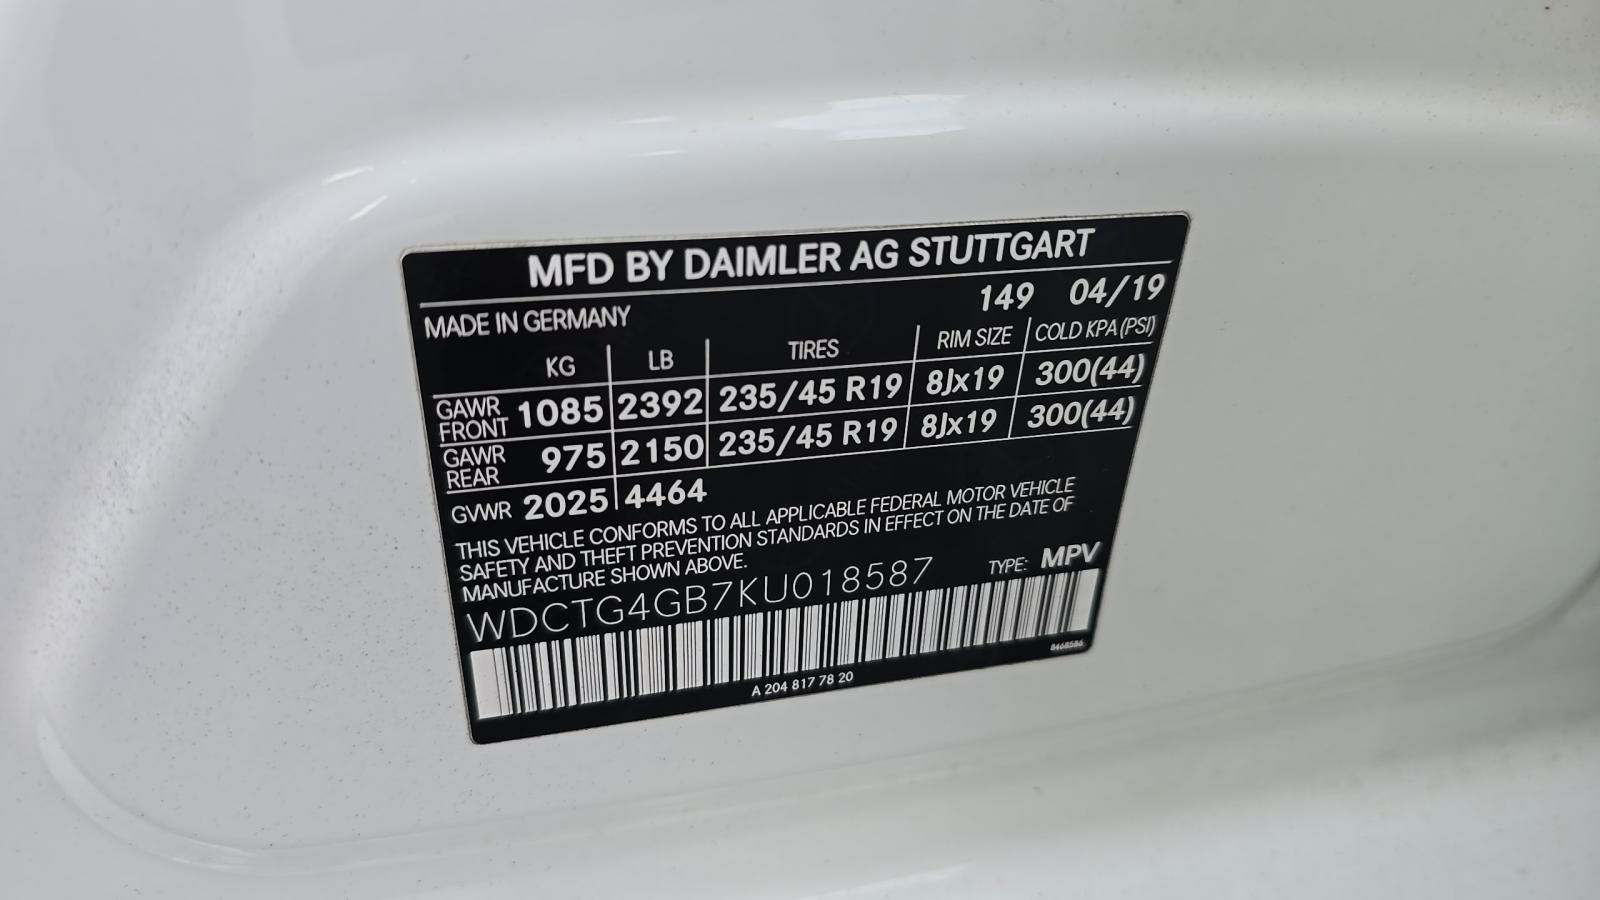 MFD BY DAIMLER AG STUTTGART
MADE IN GERMANY 149 04/19
KG LB TIRES RIM SIZE COLD KPA (PSI)
GAWR FRONT 1085 2392 235/45 R19 8Jx19 300(44)
GAWR REAR 975 2150 235/45 R19 8Jx19 300(44)
GVWR 2025 4464
THIS VEHICLE CONFORMS TO ALL APPLICABLE FEDERAL MOTOR VEHICLE
SAFETY AND THEFT PREVENTION STANDARDS IN EFFECT ON THE DATE OF
MANUFACTURE SHOWN ABOVE.
WDCTG4GB7KU018587 TYPE: MPV
A 204 817 78 20